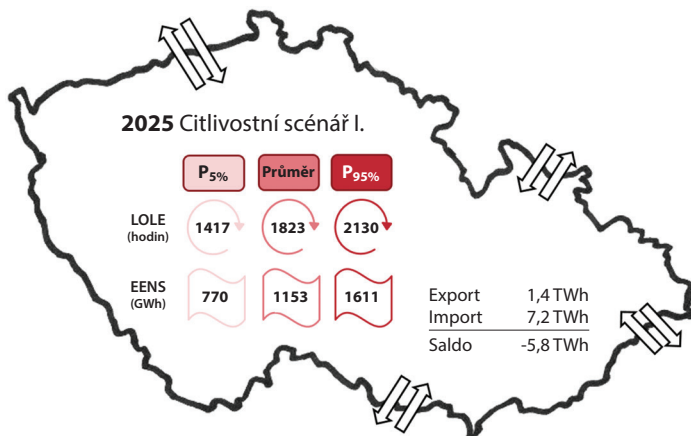 2025 Citlivostní scénář I.
P5% Průměr P95%
LOLE (hodin) 1417 1823 2130
EENS (GWh) 770 1153 1611
Export 1,4 TWh
Import 7,2 TWh
Saldo -5,8 TWh